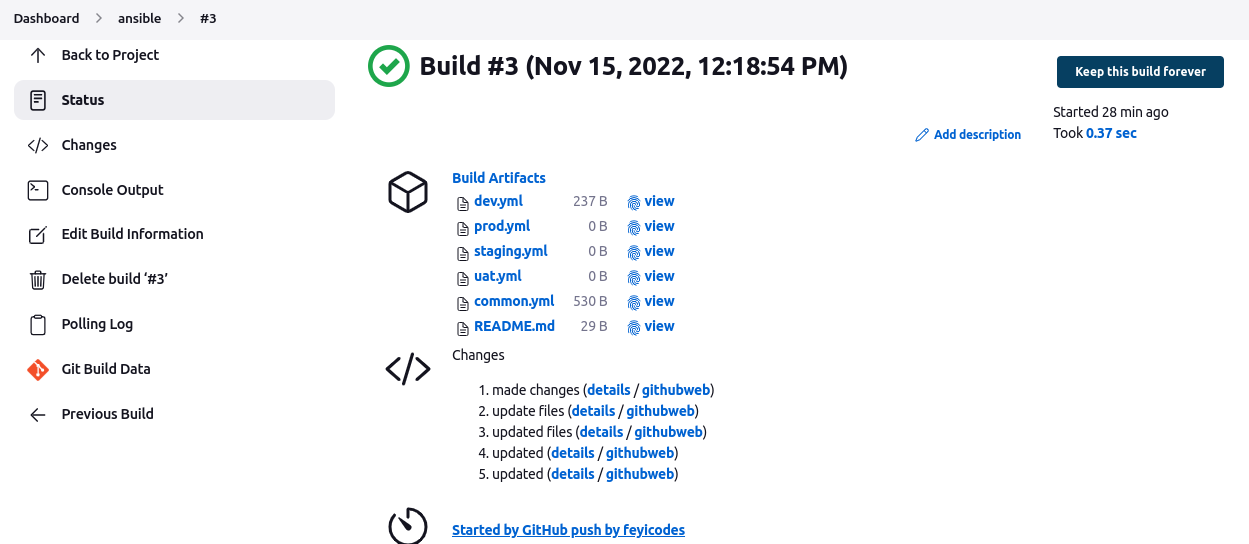 Dashboard > ansible > #3
Back to Project
Status
Changes
Console Output
Edit Build Information
Delete build ‘#3’
Polling Log
Git Build Data
Previous Build
Build #3 (Nov 15, 2022, 12:18:54 PM)
Keep this build forever
Started 28 min ago
Took 0.37 sec
Add description
Build Artifacts
dev.yml 237 B view
prod.yml 0 B view
staging.yml 0 B view
uat.yml 0 B view
common.yml 530 B view
README.md 29 B view
Changes
1. made changes (details / githubweb)
2. update files (details / githubweb)
3. updated files (details / githubweb)
4. updated (details / githubweb)
5. updated (details / githubweb)
Started by GitHub push by feyicodes